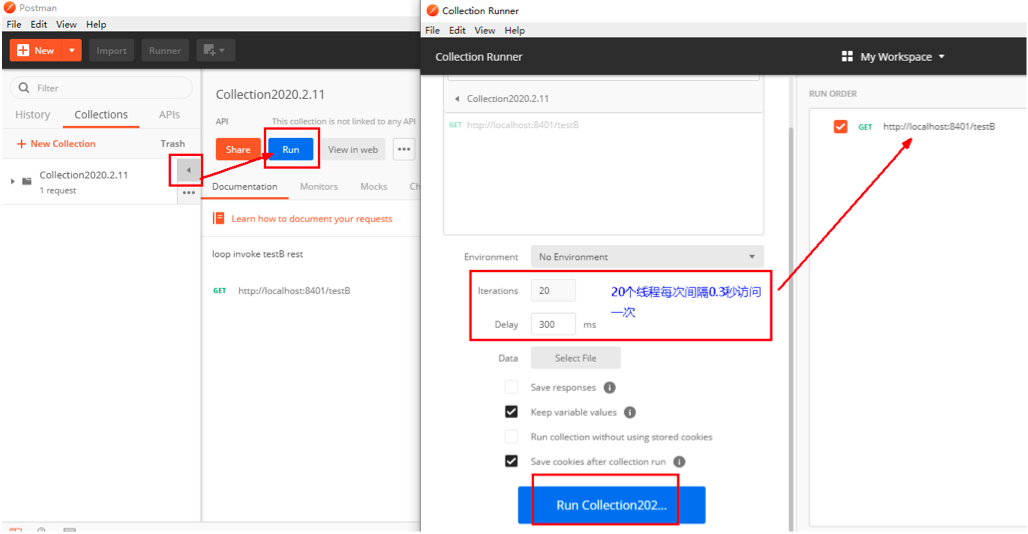 Postman
File Edit View Help
New
Import
Runner
Filter
History Collections APIs
+ New Collection
Trash
Collection2020.2.11
1 request
Collection2020.2.11
API
This collection is not linked to any API
Share
Run
View in web
Documentation
Monitors
Mocks
Ch
Learn how to document your requests
loop invoke testB rest
GET http://localhost:8401/testB
Collection Runner
File Edit View Help
Collection Runner
My Workspace
Collection2020.2.11
GET http://localhost:8401/testB
Environment
No Environment
Iterations
20
20个线程每次间隔0.3秒访问
一次
Delay
300
ms
Data
Select File
Save responses
Keep variable values
Run collection without using stored cookies
Save cookies after collection run
Run Collection202...
RUN ORDER
GET http://localhost:8401/testB